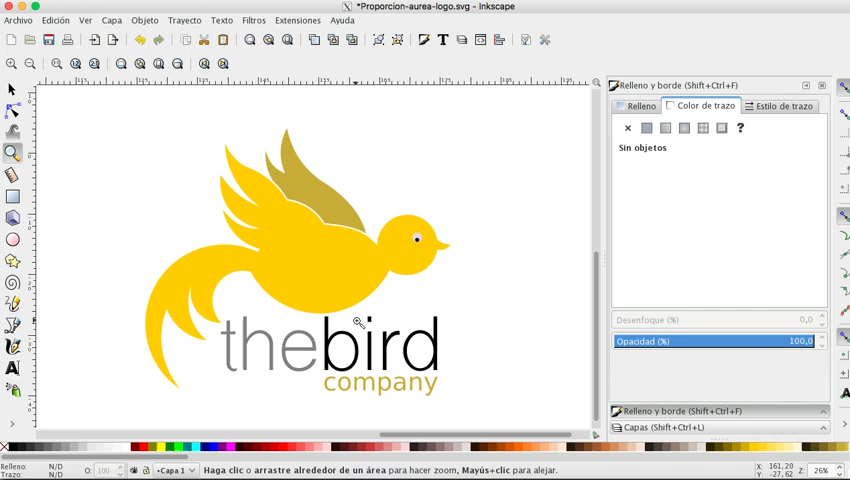 *Proporcion-aurea-logo.svg - Inkscape
Archivo Edición Ver Capa Objeto Trayecto Texto Filtros Extensiones Ayuda
Relleno y borde (Shift+Ctrl+F)
Relleno Color de trazo Estilo de trazo
?
Sin objetos
thebird
company
Desenfoque (%) 0,0
Opacidad (%) 100,0
Relleno y borde (Shift+Ctrl+F)
Capas (Shift+Ctrl+L)
Relleno: N/D
Trazo: N/D
O: 100
•Capa 1
Haga clic o arrastre alrededor de un área para hacer zoom, Mayús+clic para alejar.
X: 161,20
Y: -27,62
Z: 26%